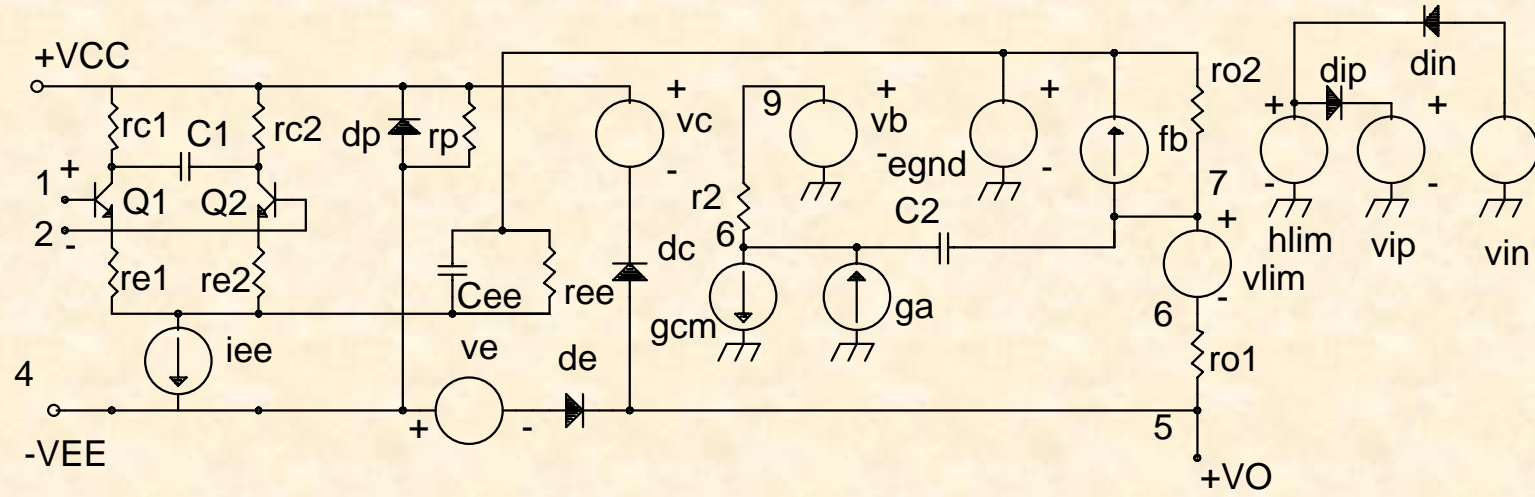 +VCC
rc1
C1
rc2
dp
rp
+
vc
-
9
+
vb
-
egnd
+
-
fb
ro2
+
hlim
-
dip
+
vip
-
din
vin
1
+
2
-
Q1
Q2
re1
re2
Cee
ree
dc
r2
6
gcm
ga
C2
7
+
vlim
-
6
ro1
iee
4
-VEE
ve
+
-
de
5
+VO